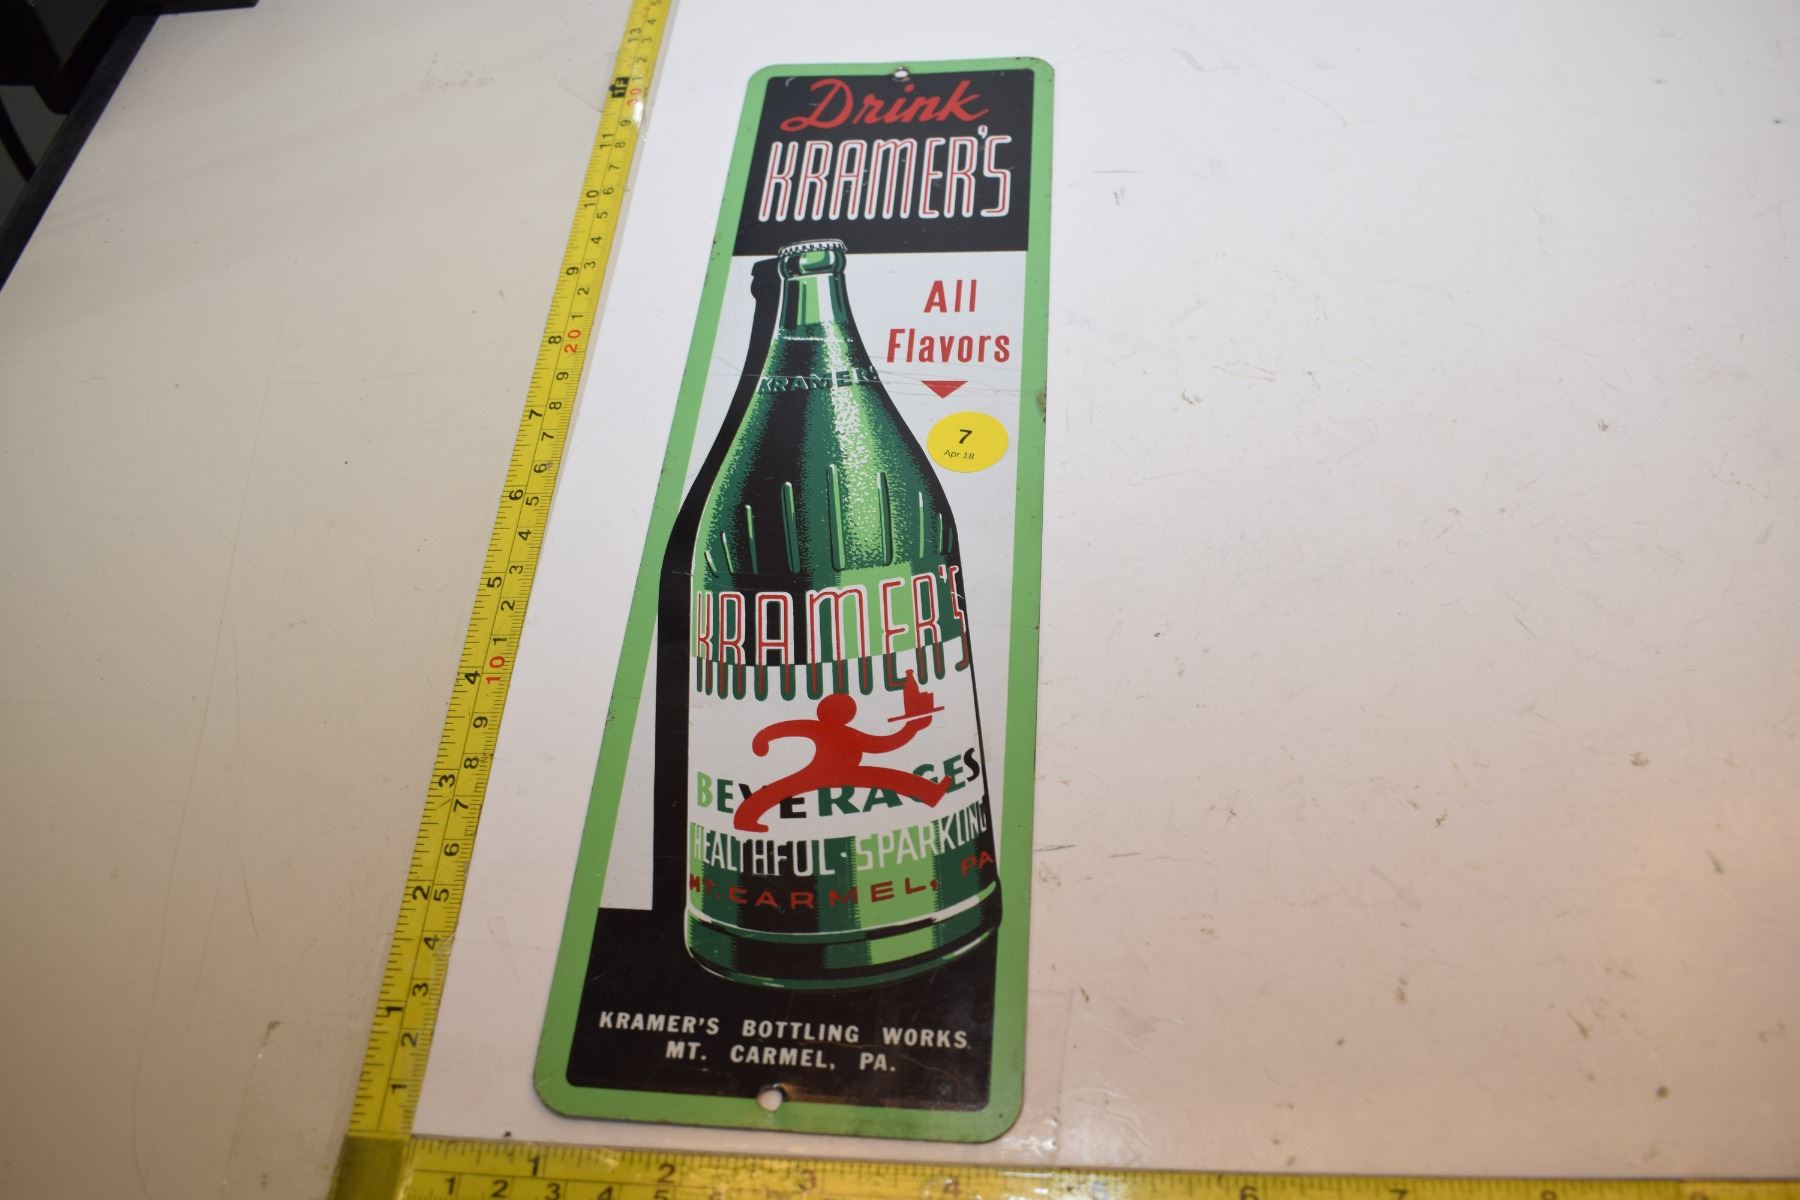 Drink
KRAMER'S
All
Flavors
KRAMER'S
7
Apr 18
KRAMER'S
BEVERAGES
HEALTHFUL · SPARKLING
MT. CARMEL, PA
KRAMER'S BOTTLING WORKS
MT. CARMEL, PA.